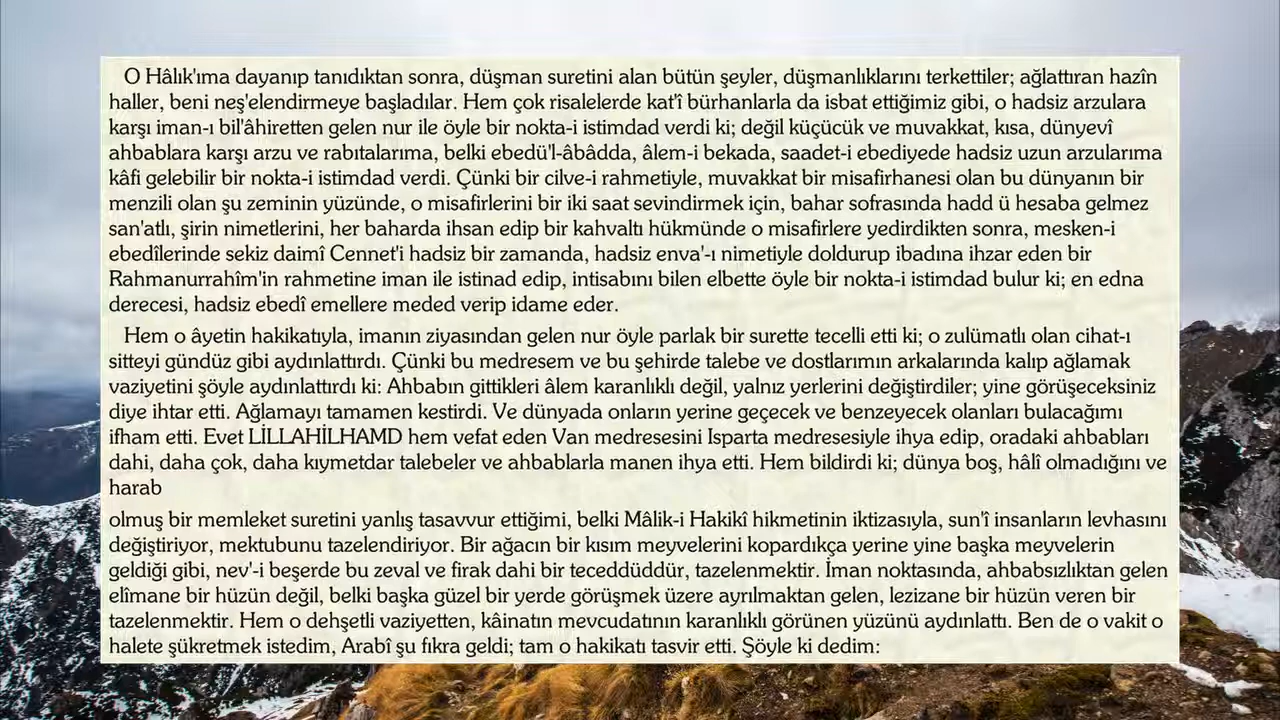 O Hâlık'ıma dayanıp tanıdıktan sonra, düşman suretini alan bütün şeyler, düşmanlıklarını terkettiler; ağlattıran hazîn
haller, beni neş'elendirmeye başladılar. Hem çok risalelerde kat'î bürhanlarla da isbat ettiğimiz gibi, o hadsiz arzulara
karşı iman-ı bil'âhiretten gelen nur ile öyle bir nokta-i istimdad verdi ki; değil küçücük ve muvakkat, kısa, dünyevî
ahbablara karşı arzu ve rabıtalarıma, belki ebedü'l-âbâdda, âlem-i bekada, saadet-i ebediyede hadsiz uzun arzularıma
kâfi gelebilir bir nokta-i istimdad verdi. Çünki bir cilve-i rahmetiyle, muvakkat bir misafirhanesi olan bu dünyanın bir
menzili olan şu zeminin yüzünde, o misafirlerini bir iki saat sevindirmek için, bahar sofrasında hadd ü hesaba gelmez
san'atlı, şirin nimetlerini, her baharda ihsan edip bir kahvaltı hükmünde o misafirlere yedirdikten sonra, mesken-i
ebedîlerinde sekiz daimî Cennet'i hadsiz bir zamanda, hadsiz enva'-ı nimetiyle doldurup ibadına ihzar eden bir
Rahmanurrahîm'in rahmetine iman ile istinad edip, intisabını bilen elbette öyle bir nokta-i istimdad bulur ki; en edna
derecesi, hadsiz ebedî emellere meded verip idame eder.
Hem o âyetin hakikatıyla, imanın ziyasından gelen nur öyle parlak bir surette tecelli etti ki; o zulümatlı olan cihat-ı
sitteyi gündüz gibi aydınlattırdı. Çünki bu medresem ve bu şehirde talebe ve dostlarımın arkalarında kalıp ağlamak
vaziyetini şöyle aydınlattırdı ki: Ahbabın gittikleri âlem karanlıklı değil, yalnız yerlerini değiştirdiler; yine görüşeceksiniz
diye ihtar etti. Ağlamayı tamamen kestirdi. Ve dünyada onların yerine geçecek ve benzeyecek olanları bulacağımı
ifham etti. Evet LİLLAHİLHAMD hem vefat eden Van medresesini Isparta medresesiyle ihya edip, oradaki ahbabları
dahi, daha çok, daha kıymetdar talebeler ve ahbablarla manen ihya etti. Hem bildirdi ki; dünya boş, hâlî olmadığını ve
harab
olmuş bir memleket suretini yanlış tasavvur ettiğimi, belki Mâlik-i Hakikî hikmetinin iktizasıyla, sun'î insanların levhasını
değiştiriyor, mektubunu tazelendiriyor. Bir ağacın bir kısım meyvelerini kopardıkça yerine yine başka meyvelerin
geldiği gibi, nev'-i beşerde bu zeval ve firak dahi bir teceddüddür, tazelenmektir. İman noktasında, ahbabsızlıktan gelen
elîmane bir hüzün değil, belki başka güzel bir yerde görüşmek üzere ayrılmaktan gelen, lezizane bir hüzün veren bir
tazelenmektir. Hem o dehşetli vaziyetten, kâinatın mevcudatının karanlıklı görünen yüzünü aydınlattı. Ben de o vakit o
halete şükretmek istedim, Arabî şu fıkra geldi; tam o hakikatı tasvir etti. Şöyle ki dedim: